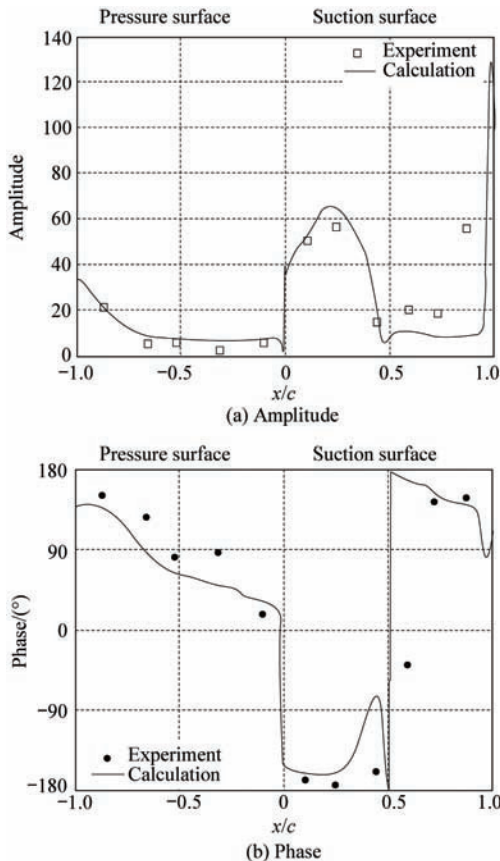 Pressure surface Suction surface
140
120
100
80
60
40
20
0
Amplitude
Experiment
Calculation
−1.0 −0.5 0 0.5 1.0
x/c
(a) Amplitude
Pressure surface Suction surface
180
90
0
−90
−180
Phase/(°)
Experiment
Calculation
−1.0 −0.5 0 0.5 1.0
x/c
(b) Phase